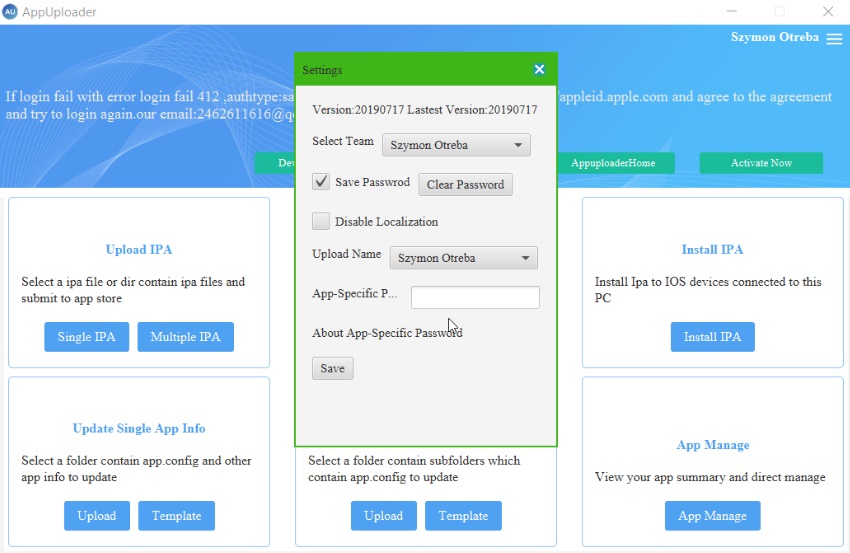 AU AppUploader
Szymon Otreba
If login fail with error login fail 412 ,authtype:sa
/appleid.apple.com and agree to the agreement
and try to login again.our email:2462611616@q
Dev
AppuploaderHome
Activate Now
Settings
Version:20190717 Lastest Version:20190717
Select Team Szymon Otreba
Save Passwrod Clear Password
Disable Localization
Upload Name Szymon Otreba
App-Specific P...
About App-Specific Password
Save
Upload IPA
Select a ipa file or dir contain ipa files and
submit to app store
Single IPA Multiple IPA
Install IPA
Install Ipa to IOS devices connected to this
PC
Install IPA
Update Single App Info
Select a folder contain app.config and other
app info to update
Upload Template
Select a folder contain subfolders which
contain app.config to update
Upload Template
App Manage
View your app summary and direct manage
App Manage